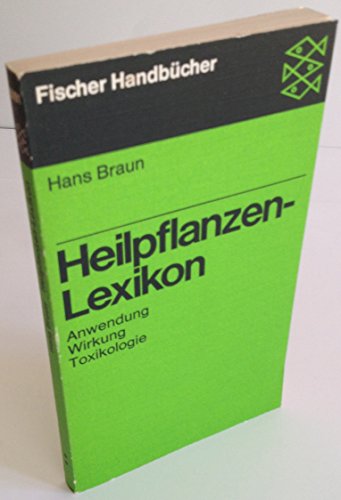 Fischer Handbücher
Hans Braun
Heilpflanzen-
Lexikon
Anwendung
Wirkung
Toxikologie